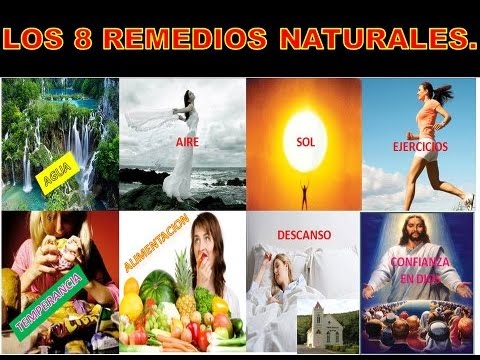 LOS 8 REMEDIOS NATURALES.
AGUA
AIRE
SOL
EJERCICIOS
TEMPERANCIA
ALIMENTACION
DESCANSO
CONFIANZA
EN DIOS